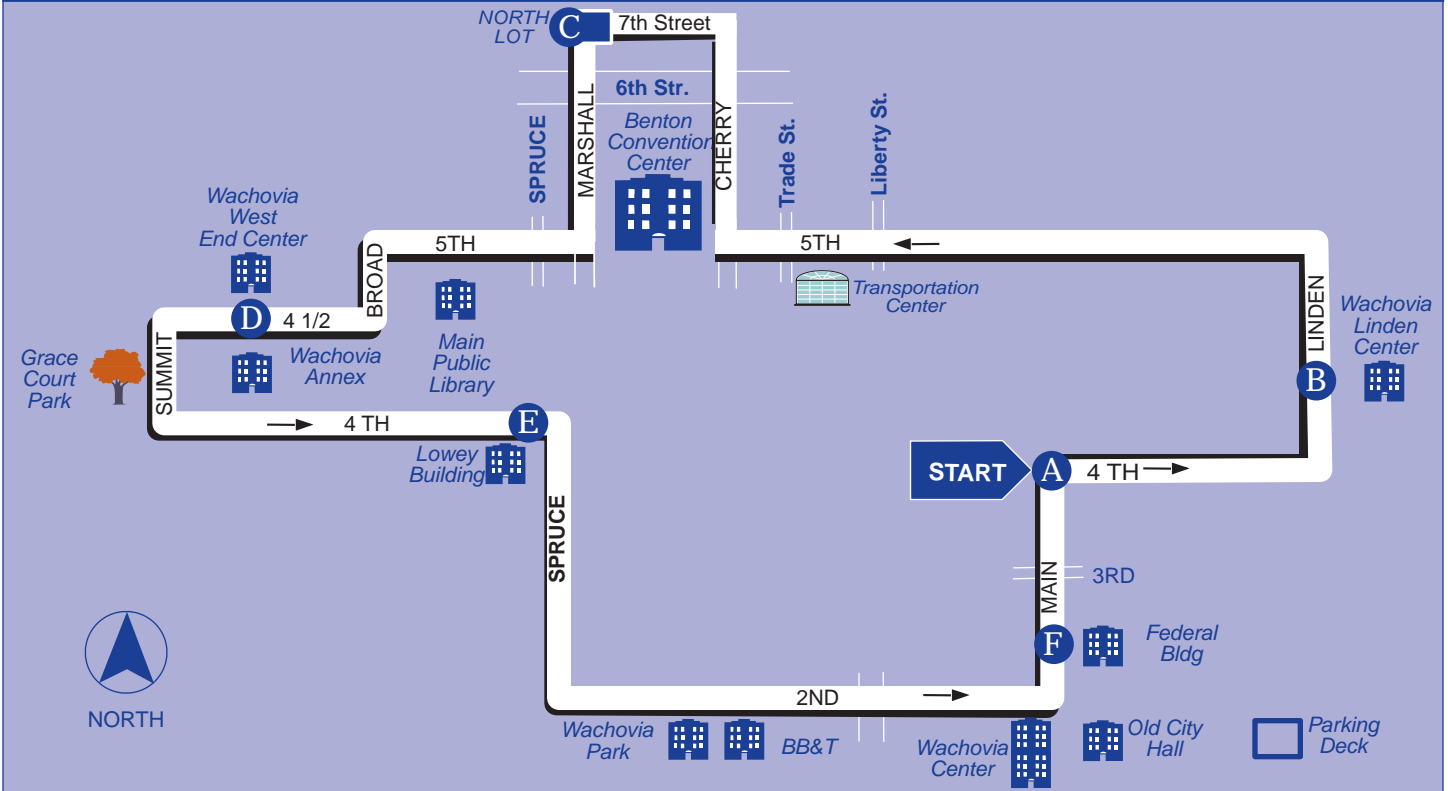 NORTH
LOT
C
7th Street
6th Str.
MARSHALL
CHERRY
SPRUCE
Benton
Convention
Center
Trade St.
Liberty St.
Wachovia
West
End Center
5TH
5TH
BROAD
LINDEN
Transportation
Center
D
4 1/2
Wachovia
Linden
Center
Grace
Court
Park
SUMMIT
Wachovia
Annex
Main
Public
Library
B
4 TH
E
Lowey
Building
START
A
4 TH
SPRUCE
MAIN
3RD
F
Federal
Bldg
NORTH
2ND
Wachovia
Park
BB&T
Wachovia
Center
Old City
Hall
Parking
Deck